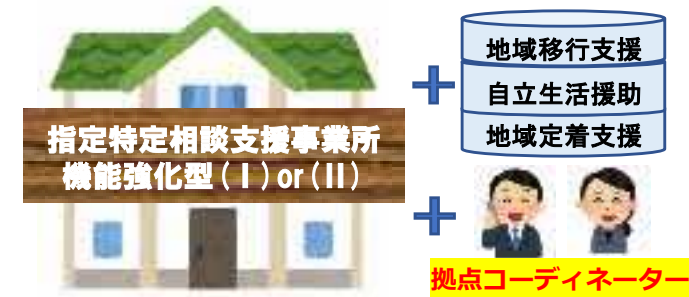 指定特定相談支援事業所
機能強化型(Ⅰ)or(Ⅱ)
地域移行支援
自立生活援助
地域定着支援
拠点コーディネーター